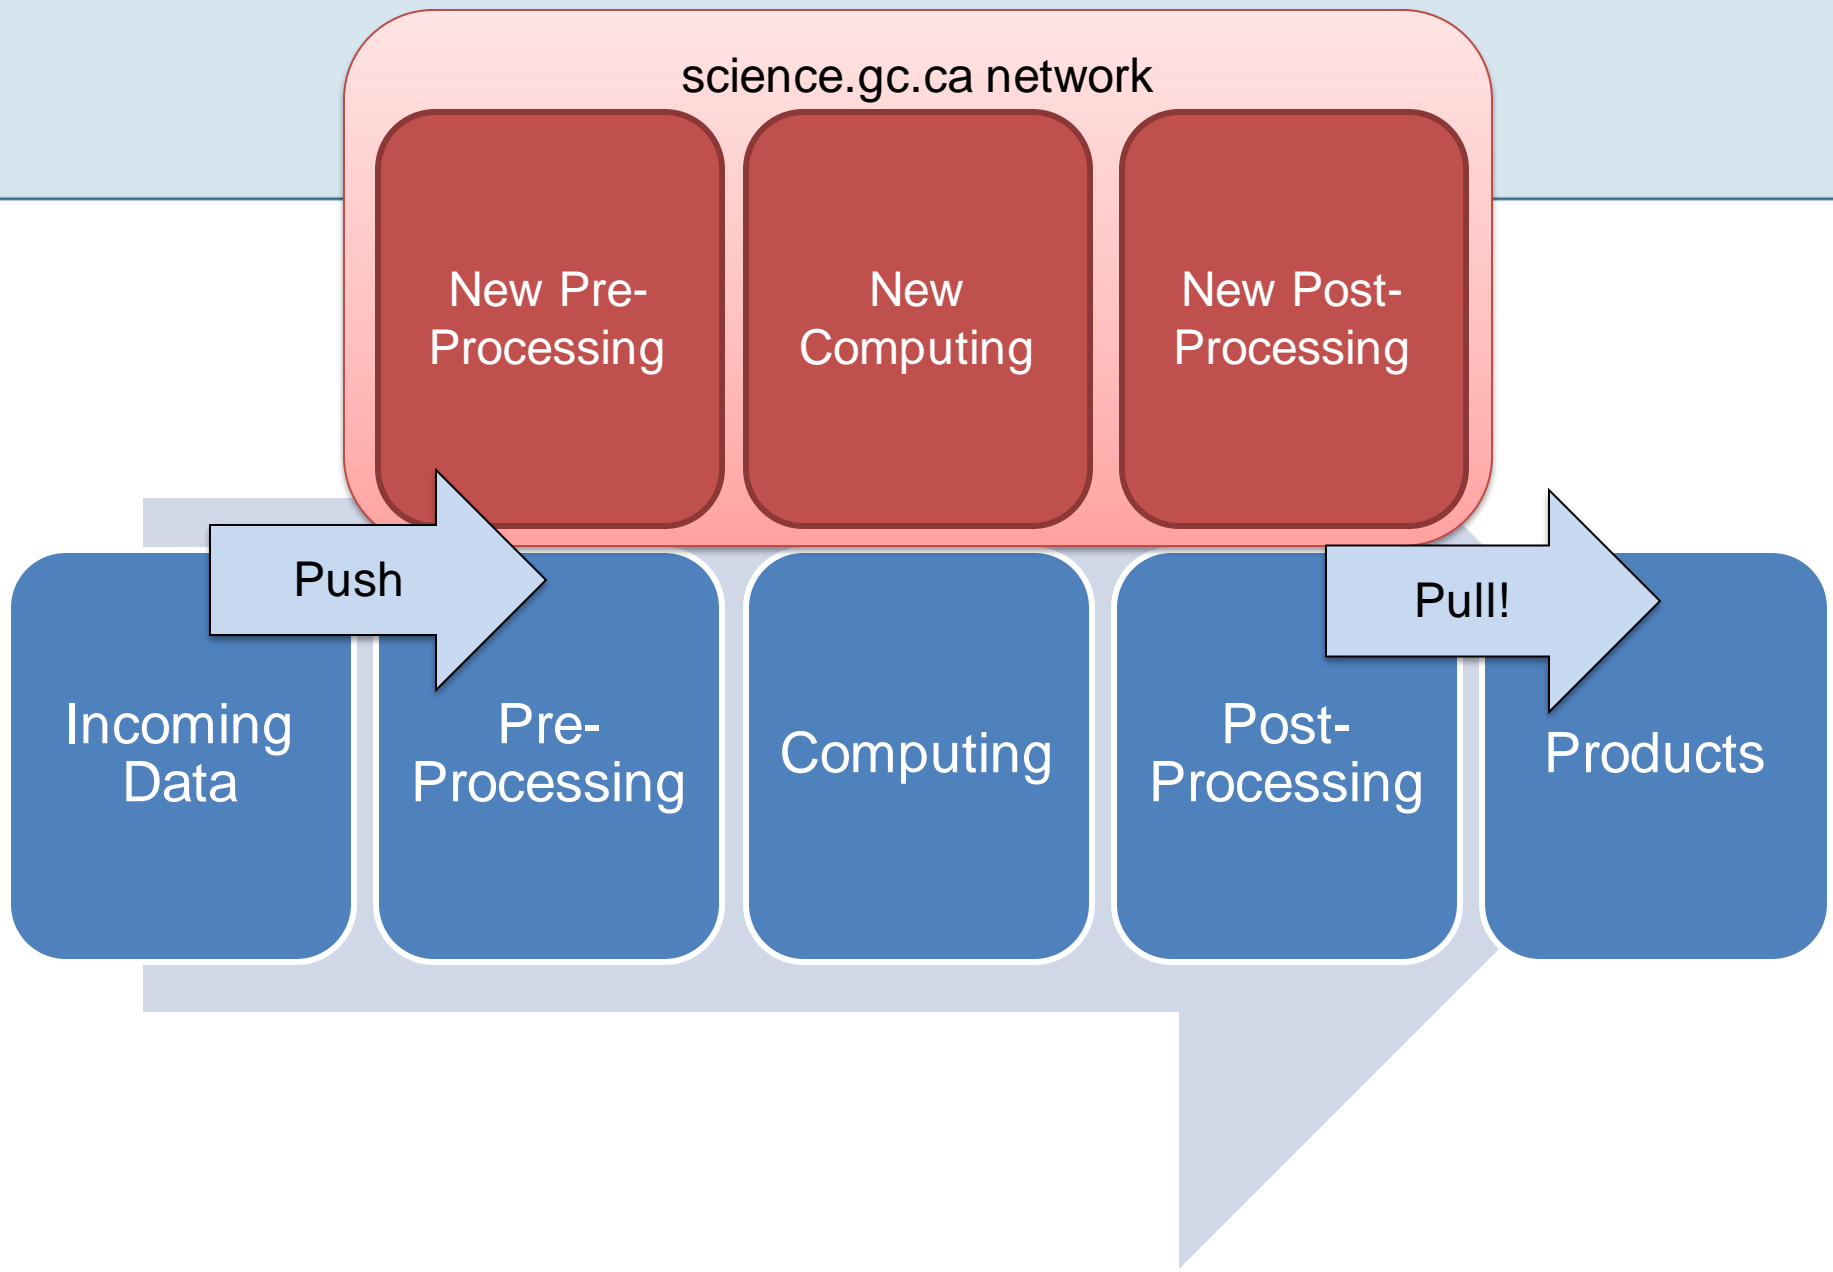 science.gc.ca network
New Pre-
Processing
New
Computing
New Post-
Processing
Push
Pull!
Incoming
Data
Pre-
Processing
Computing
Post-
Processing
Products